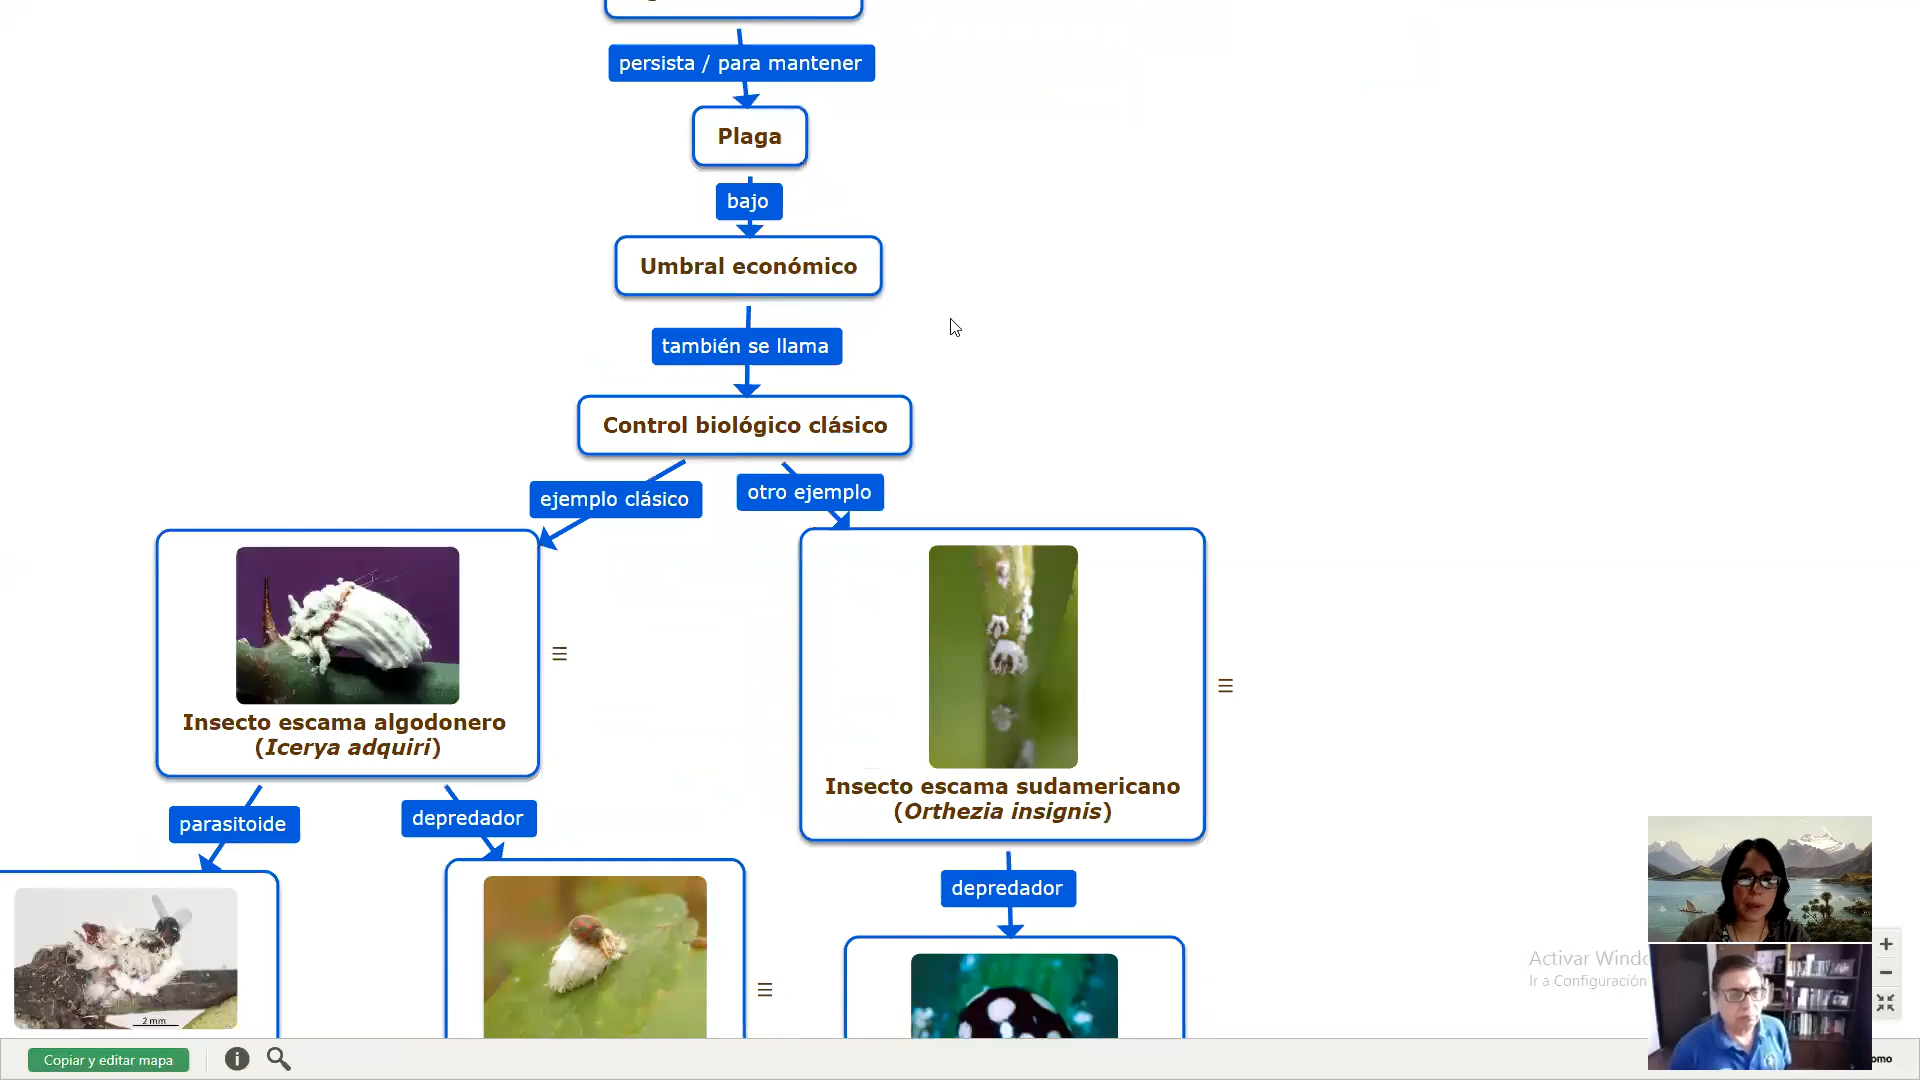 persista / para mantener
Plaga
bajo
Umbral económico
también se llama
Control biológico clásico
ejemplo clásico
otro ejemplo
Insecto escama algodonero
(Icerya adquiri)
Insecto escama sudamericano
(Orthezia insignis)
parasitoide
depredador
depredador
2 mm
Activar Windo
Ir a Configuración
Copiar y editar mapa
omo